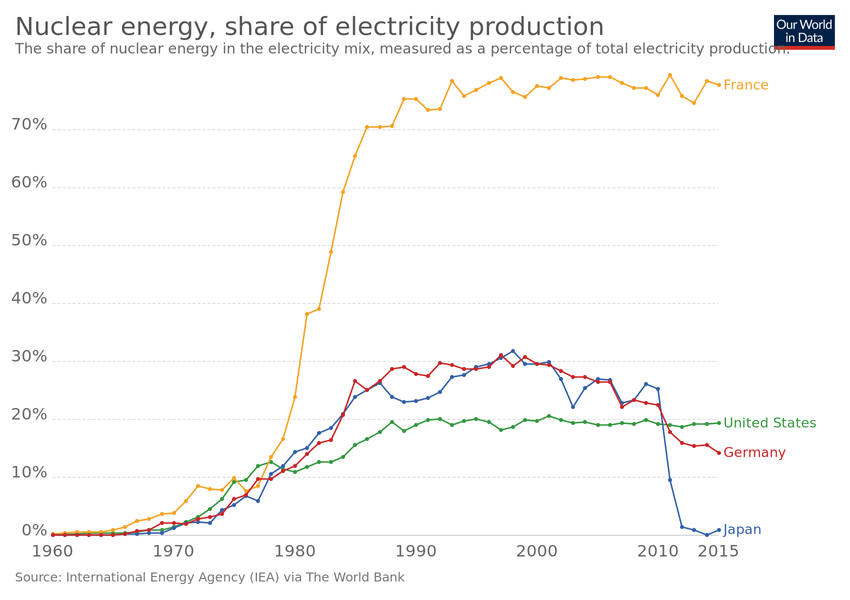 Nuclear energy, share of electricity production
The share of nuclear energy in the electricity mix, measured as a percentage of total electricity production.
Our World
in Data
France
70%
60%
50%
40%
30%
20%
United States
Germany
10%
0%
Japan
1960 1970 1980 1990 2000 2010 2015
Source: International Energy Agency (IEA) via The World Bank